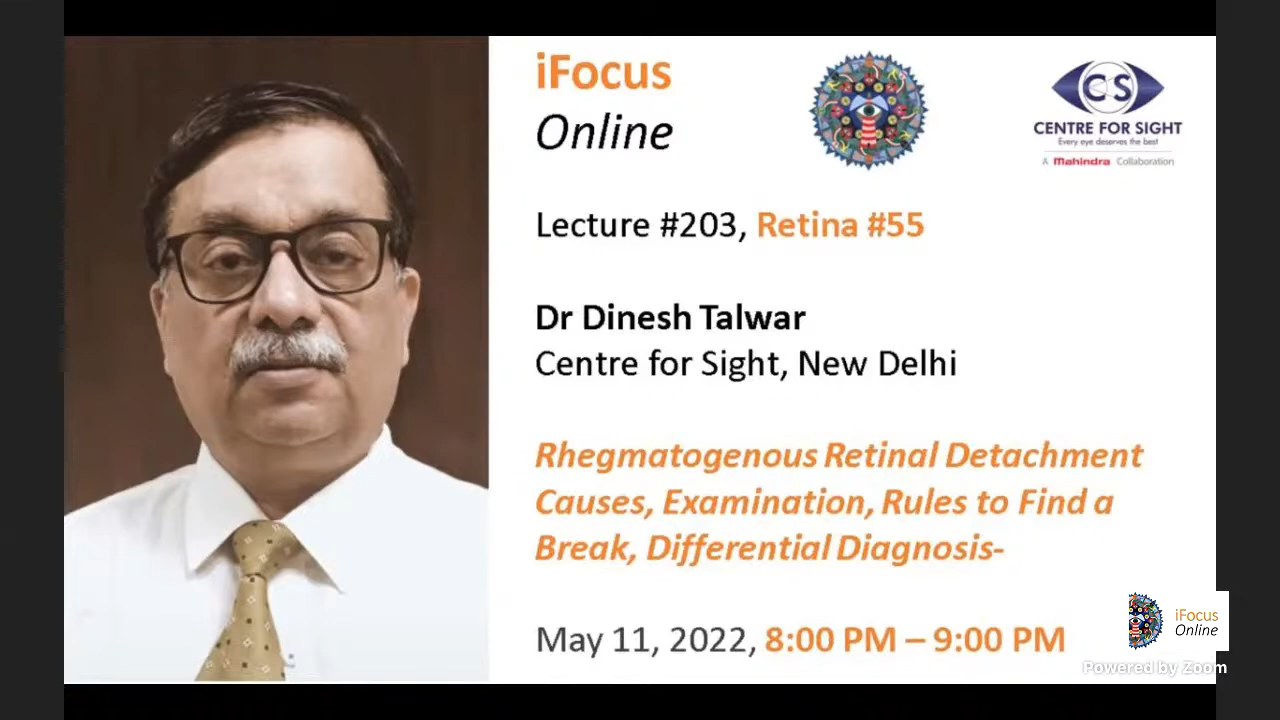 iFocus
Online
CS
CENTRE FOR SIGHT
Every eye deserves the best
A Mahindra Collaboration
Lecture #203, Retina #55
Dr Dinesh Talwar
Centre for Sight, New Delhi
Rhegmatogenous Retinal Detachment
Causes, Examination, Rules to Find a
Break, Differential Diagnosis-
May 11, 2022, 8:00 PM – 9:00 PM
iFocus
Online
Powered by Zoom